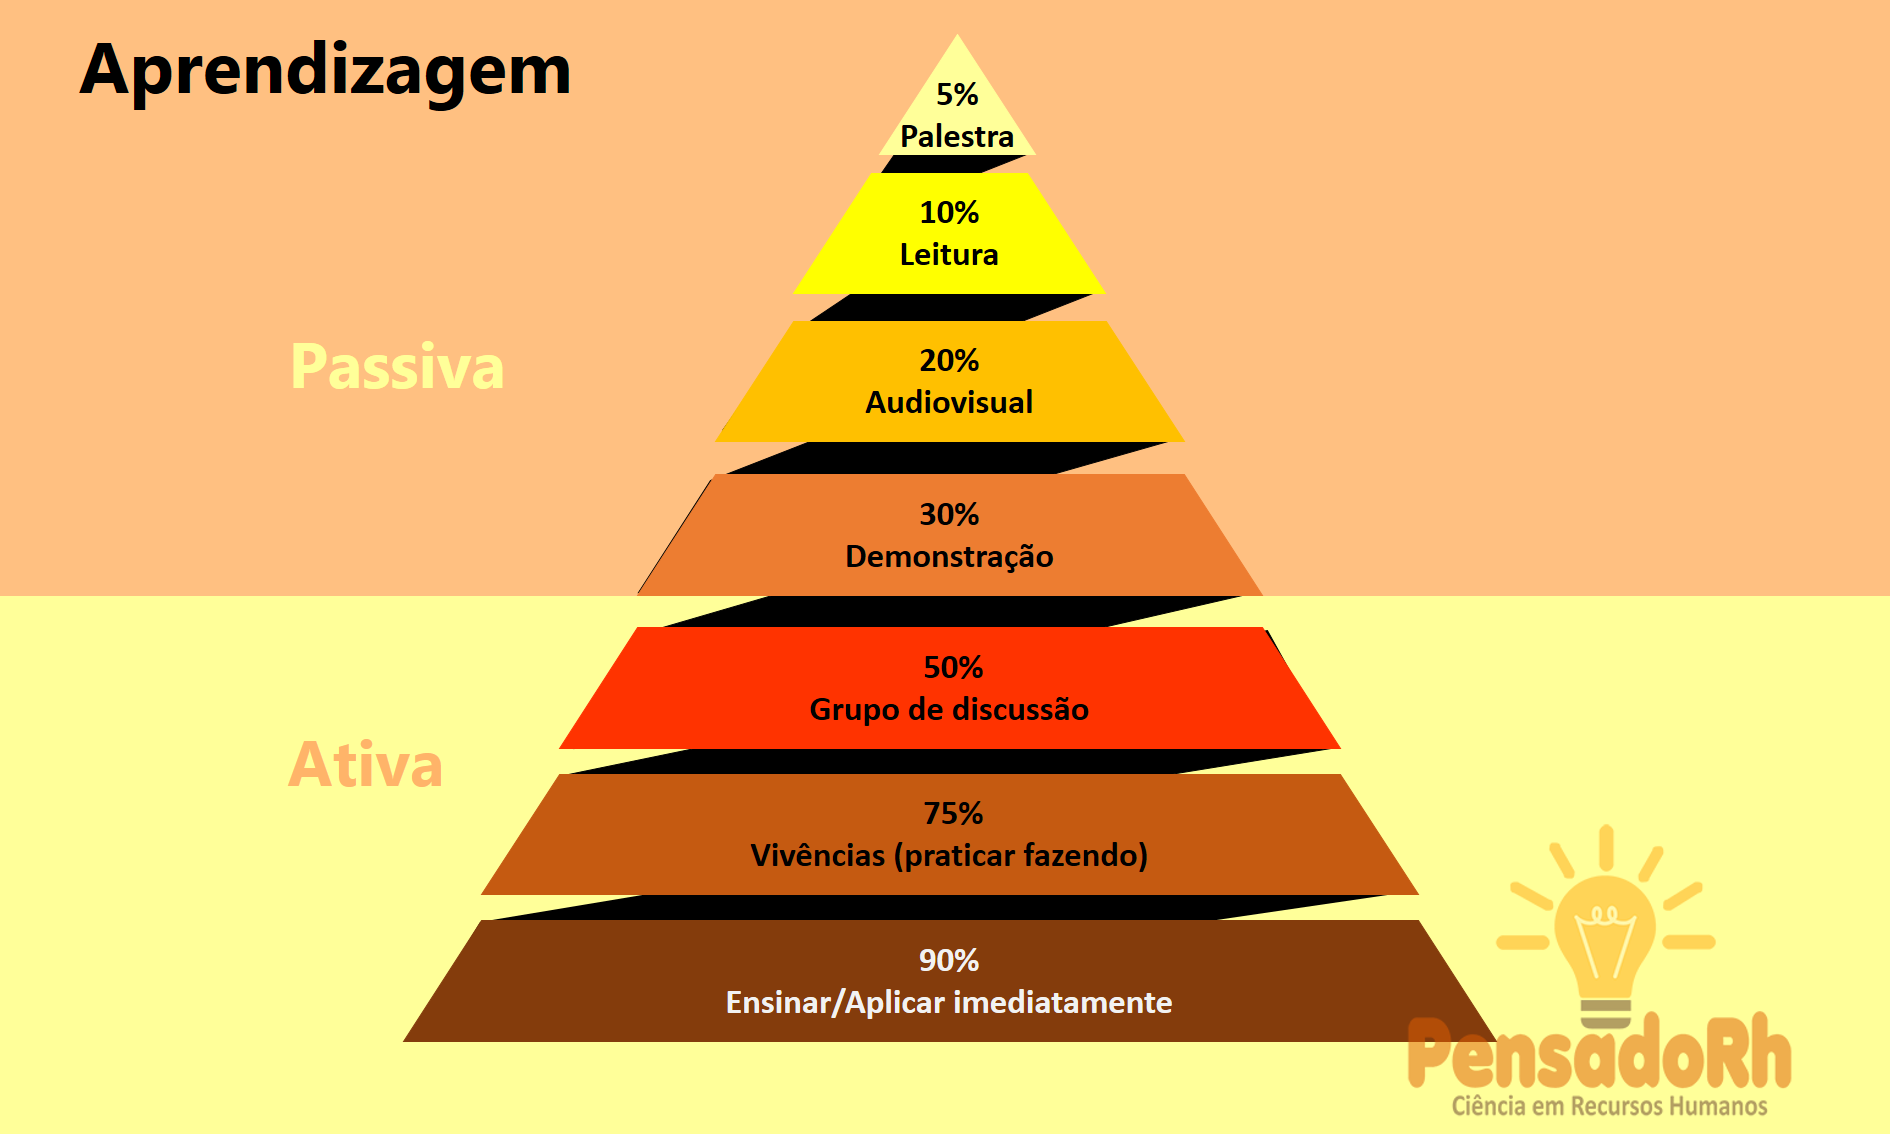 Aprendizagem
5%
Palestra
10%
Leitura
Passiva
20%
Audiovisual
30%
Demonstração
50%
Grupo de discussão
Ativa
75%
Vivências (praticar fazendo)
90%
Ensinar/Aplicar imediatamente
PensadoRh
Ciência em Recursos Humanos